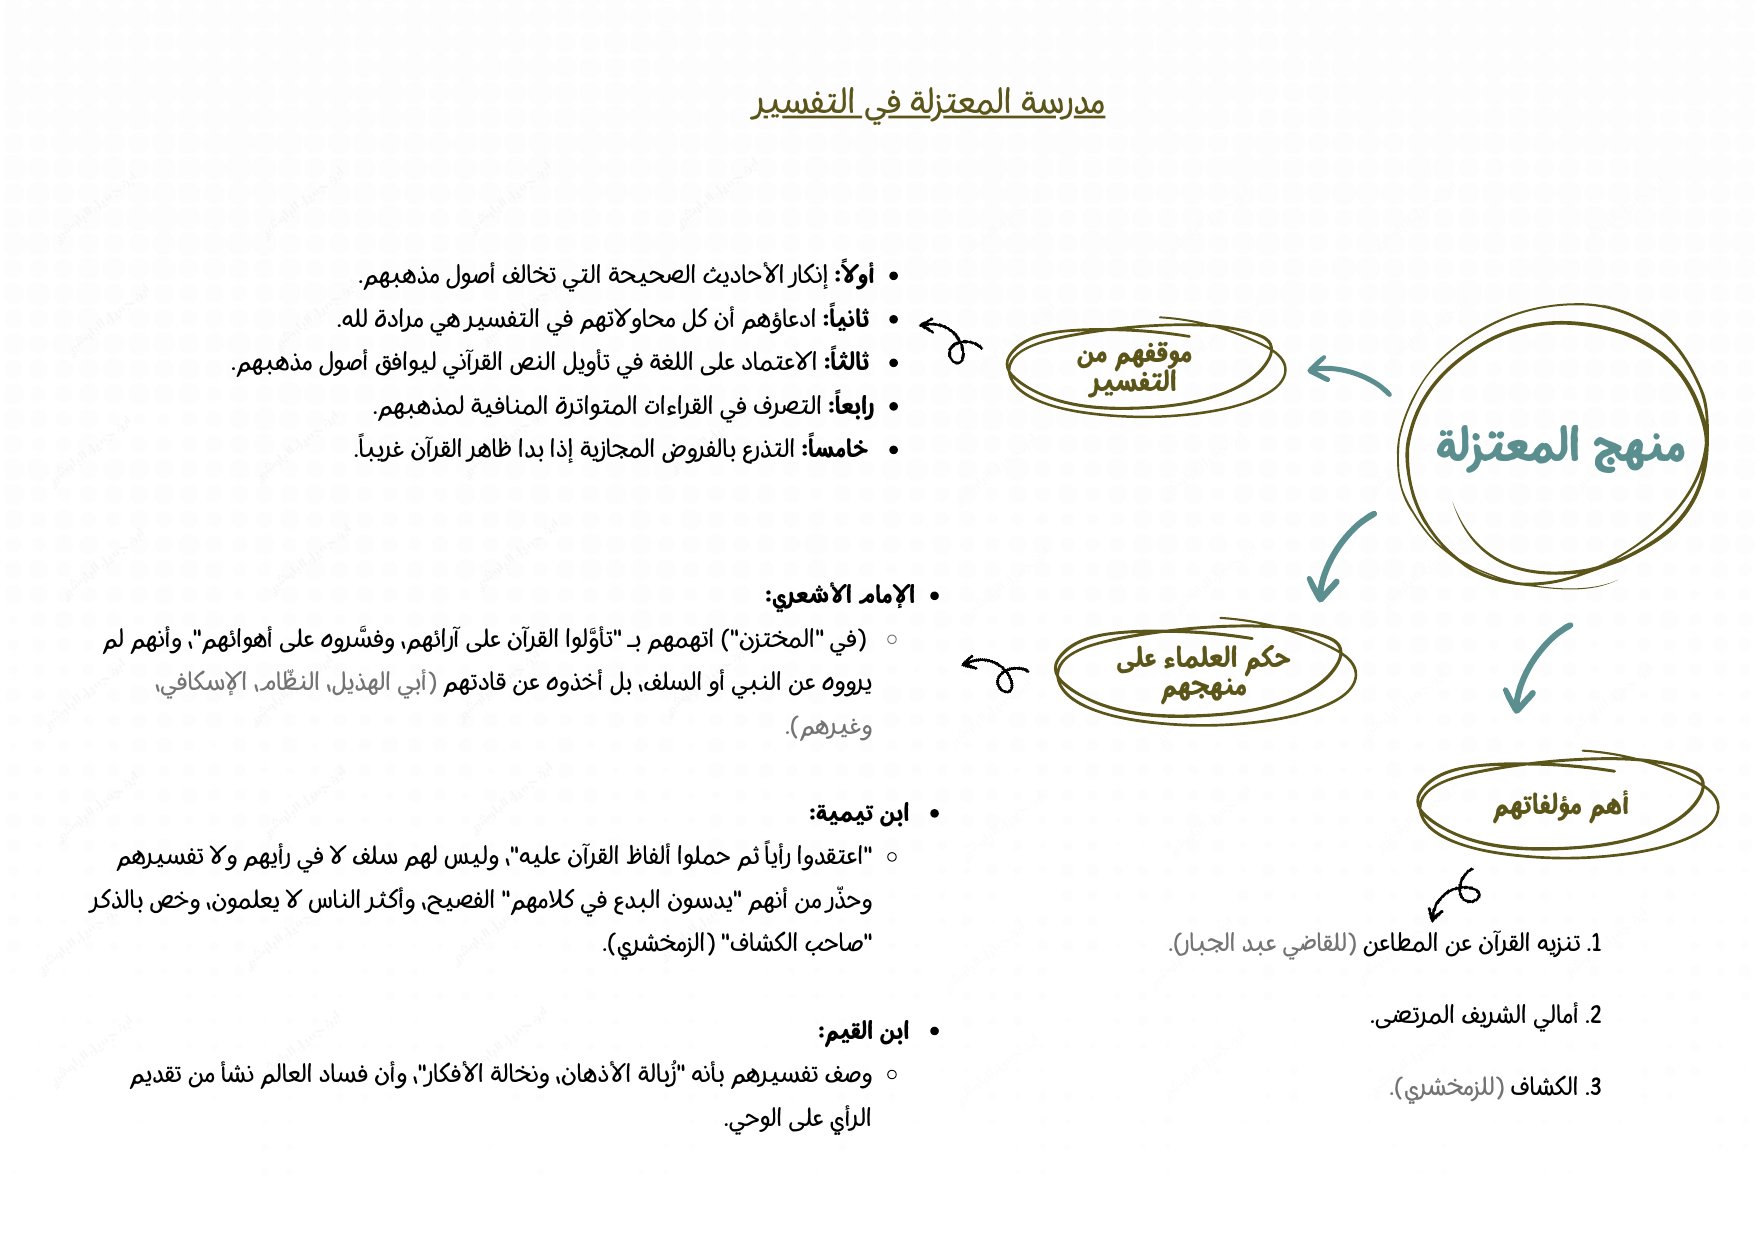 مدرسة المعتزلة في التفسير
منهج المعتزلة
موقفهم من
التفسير
أولاً: إنكار الأحاديث الصحيحة التي تخالف أصول مذهبهم.
ثانياً: ادعاؤهم أن كل محاولاتهم في التفسير هي مرادة لله.
ثالثاً: الاعتماد على اللغة في تأويل النص القرآني ليوافق أصول مذهبهم.
رابعاً: التصرف في القراءات المتواترة المنافية لمذهبهم.
خامساً: التذرع بالفروض المجازية إذا بدا ظاهر القرآن غريباً.
حكم العلماء على
منهجهم
الإمام الأشعري:
(في "المختزن") اتهمهم بـ "تأوَّلوا القرآن على آرائهم، وفسَّروه على أهوائهم"، وأنهم لم
يرووه عن النبي أو السلف، بل أخذوه عن قادتهم (أبي الهذيل، النظّام، الإسكافي،
وغيرهم).
ابن تيمية:
"اعتقدوا رأياً ثم حملوا ألفاظ القرآن عليه"، وليس لهم سلف لا في رأيهم ولا تفسيرهم
وحذّر من أنهم "يدسون البدع في كلامهم" الفصيح، وأكثر الناس لا يعلمون، وخص بالذكر
"صاحب الكشاف" (الزمخشري).
ابن القيم:
وصف تفسيرهم بأنه "زُبالة الأذهان، ونخالة الأفكار"، وأن فساد العالم نشأ من تقديم
الرأي على الوحي.
أهم مؤلفاتهم
1. تنزيه القرآن عن المطاعن (للقاضي عبد الجبار).
2. أمالي الشريف المرتضى.
3. الكشاف (للزمخشري).